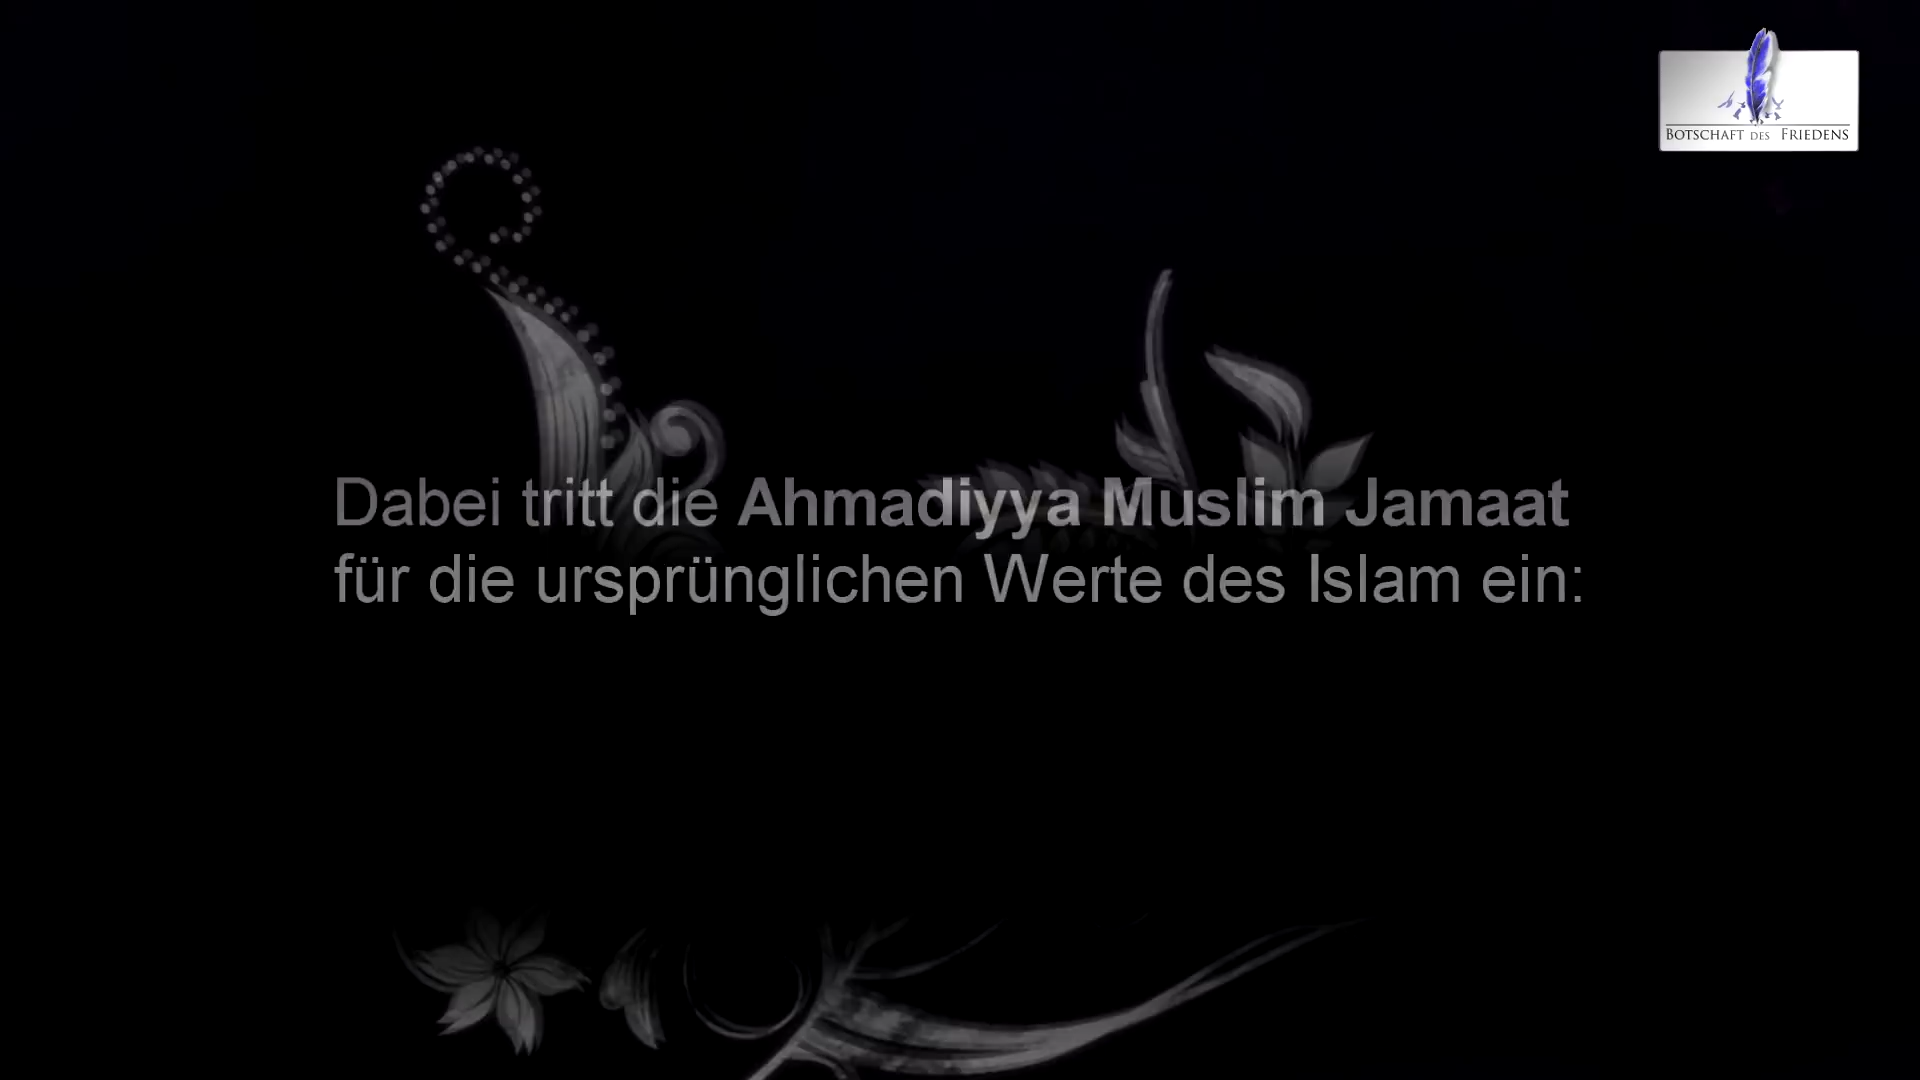 Botschaft des Friedens
Dabei tritt die Ahmadiyya Muslim Jamaat
für die ursprünglichen Werte des Islam ein: